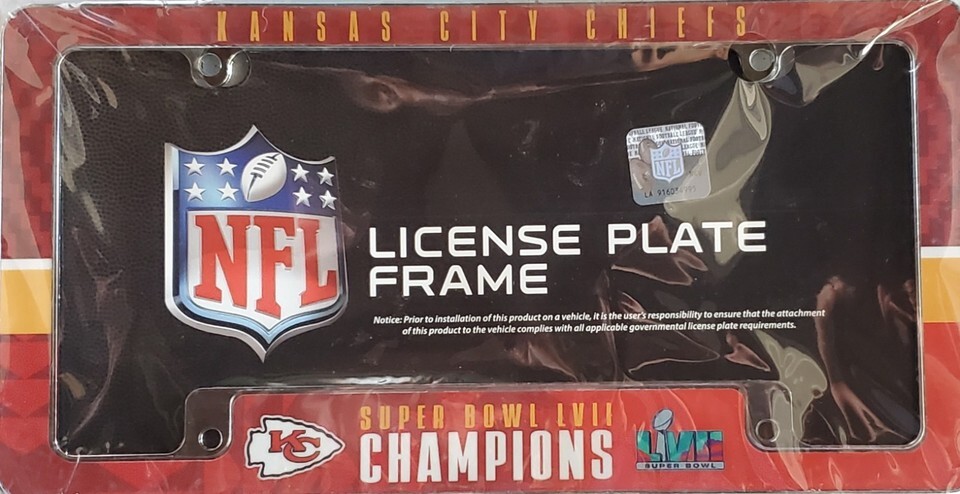 KANSAS CITY CHIEFS
NFL
NFL
LICENSE PLATE
FRAME
Notice: Prior to installation of this product on a vehicle, it is the user's responsibility to ensure that the attachment
of this product to the vehicle complies with all applicable governmental license plate requirements.
SUPER BOWL LVII
CHAMPIONS
KC
LVII
SUPER BOWL